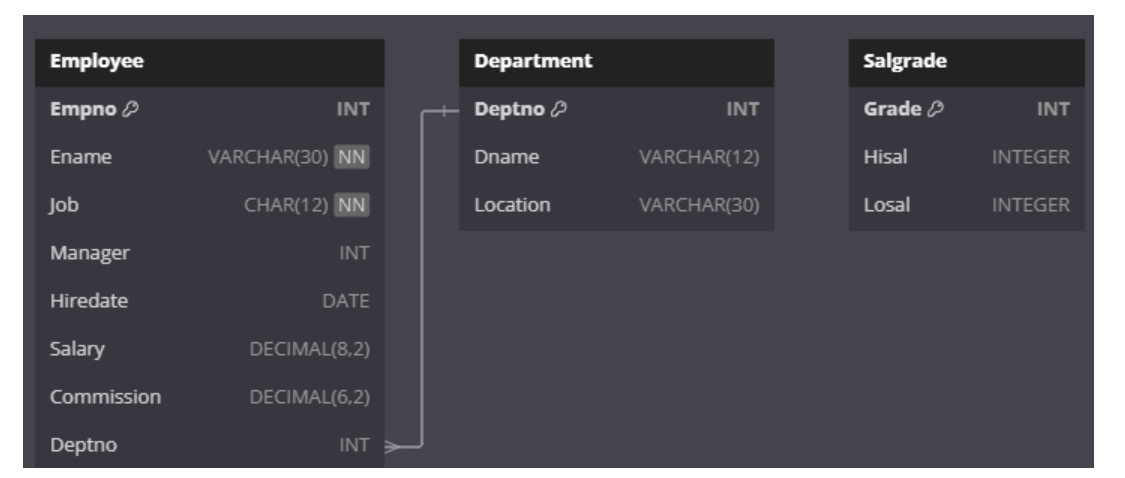 Employee
Empno INT
Ename VARCHAR(30) NN
Job CHAR(12) NN
Manager INT
Hiredate DATE
Salary DECIMAL(8,2)
Commission DECIMAL(6,2)
Deptno INT
Department
Deptno INT
Dname VARCHAR(12)
Location VARCHAR(30)
Salgrade
Grade INT
Hisal INTEGER
Losal INTEGER